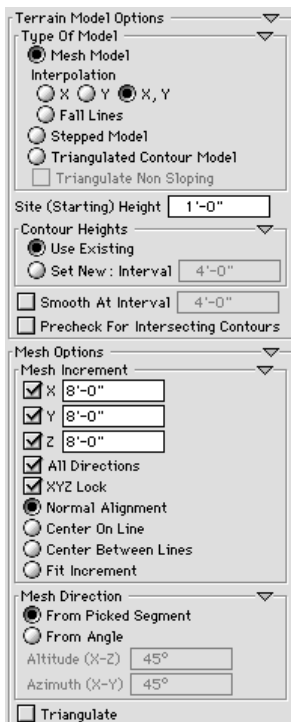 Terrain Model Options
Type Of Model
Mesh Model
Interpolation
X Y X, Y
Fall Lines
Stepped Model
Triangulated Contour Model
Triangulate Non Sloping
Site (Starting) Height 1'-0"
Contour Heights
Use Existing
Set New : Interval 4'-0"
Smooth At Interval 4'-0"
Precheck For Intersecting Contours
Mesh Options
Mesh Increment
X 8'-0"
Y 8'-0"
Z 8'-0"
All Directions
XYZ Lock
Normal Alignment
Center On Line
Center Between Lines
Fit Increment
Mesh Direction
From Picked Segment
From Angle
Altitude (X-Z) 45°
Azimuth (X-Y) 45°
Triangulate